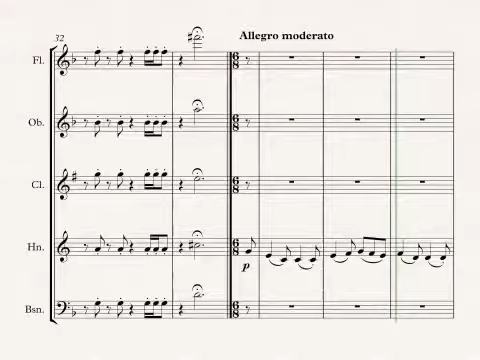 32
Allegro moderato
Fl.
Ob.
Cl.
Hn.
p
Bsn.